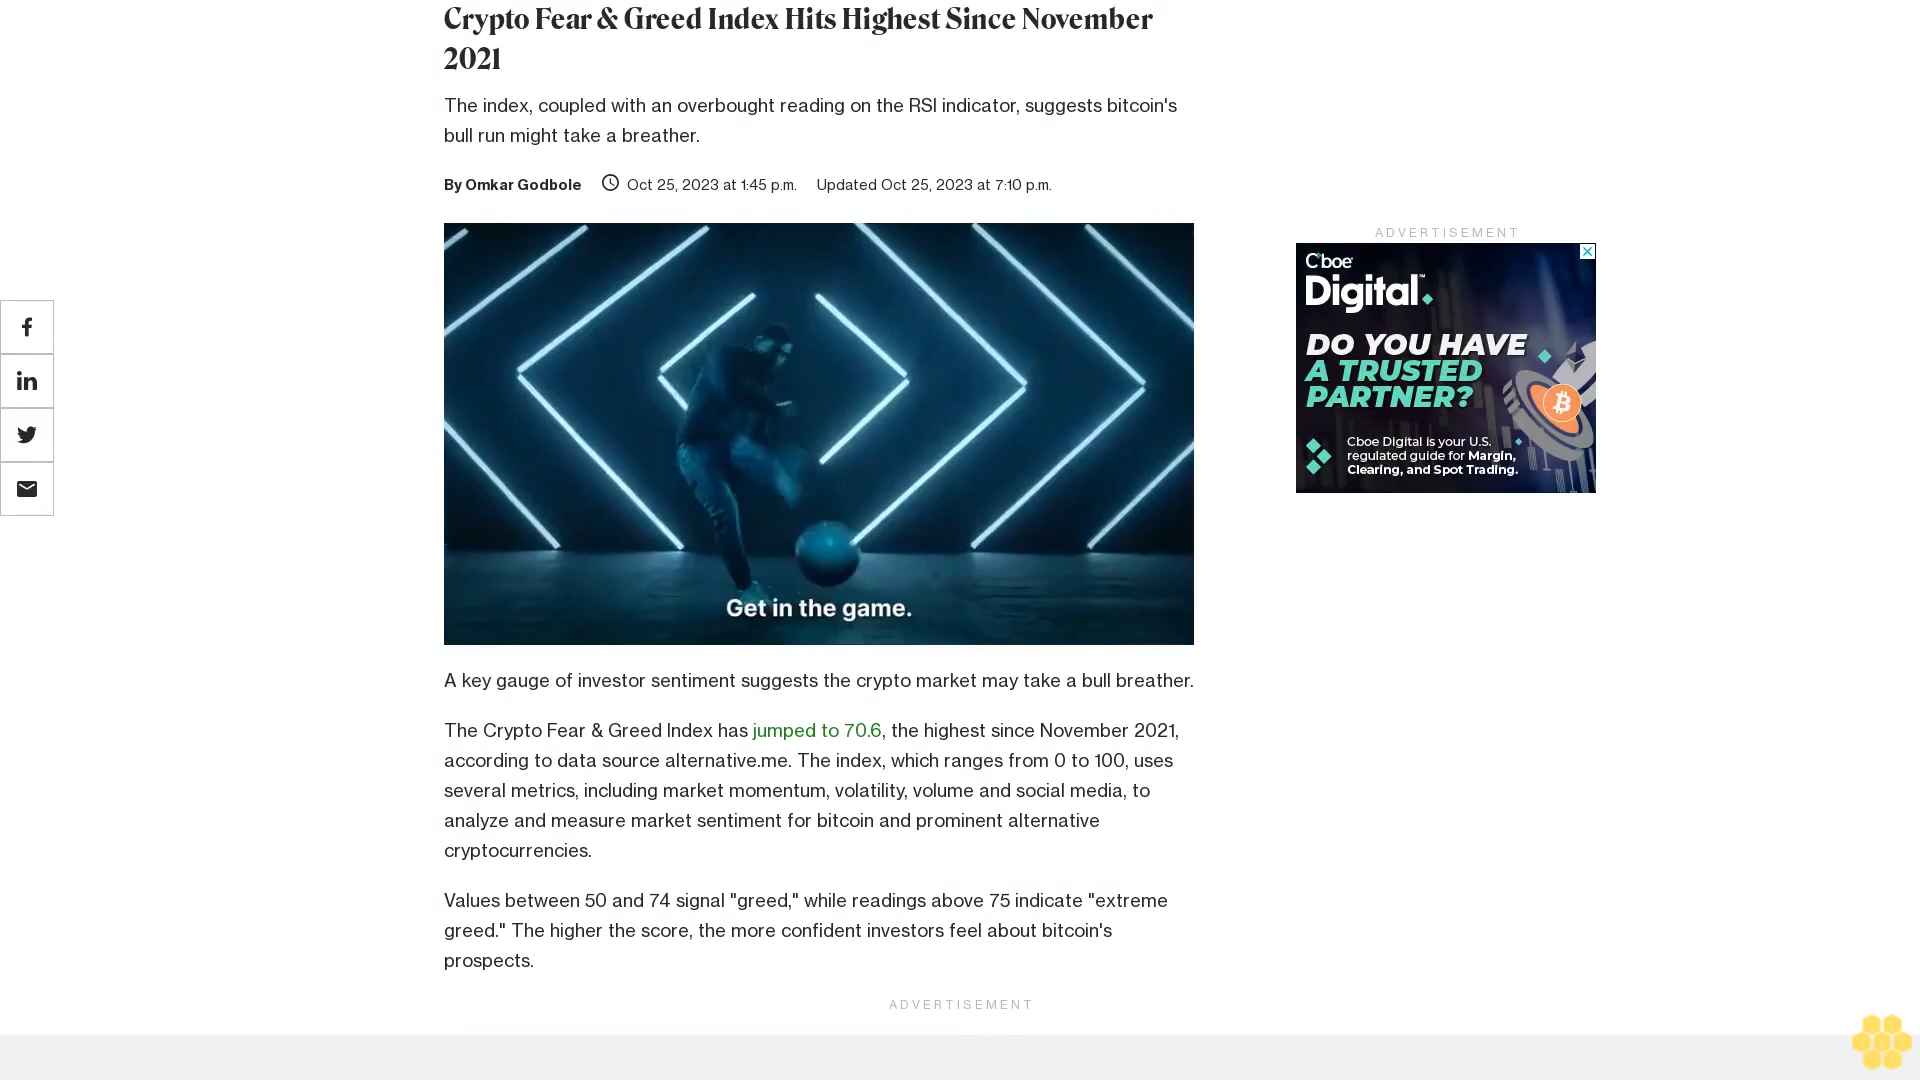 Crypto Fear & Greed Index Hits Highest Since November
2021
The index, coupled with an overbought reading on the RSI indicator, suggests bitcoin's
bull run might take a breather.
By Omkar Godbole Oct 25, 2023 at 1:45 p.m. Updated Oct 25, 2023 at 7:10 p.m.
Get in the game.
ADVERTISEMENT
Cboe
Digital™
DO YOU HAVE
A TRUSTED
PARTNER?
Cboe Digital is your U.S.
regulated guide for Margin,
Clearing, and Spot Trading.
A key gauge of investor sentiment suggests the crypto market may take a bull breather.
The Crypto Fear & Greed Index has jumped to 70.6, the highest since November 2021,
according to data source alternative.me. The index, which ranges from 0 to 100, uses
several metrics, including market momentum, volatility, volume and social media, to
analyze and measure market sentiment for bitcoin and prominent alternative
cryptocurrencies.
Values between 50 and 74 signal "greed," while readings above 75 indicate "extreme
greed." The higher the score, the more confident investors feel about bitcoin's
prospects.
ADVERTISEMENT